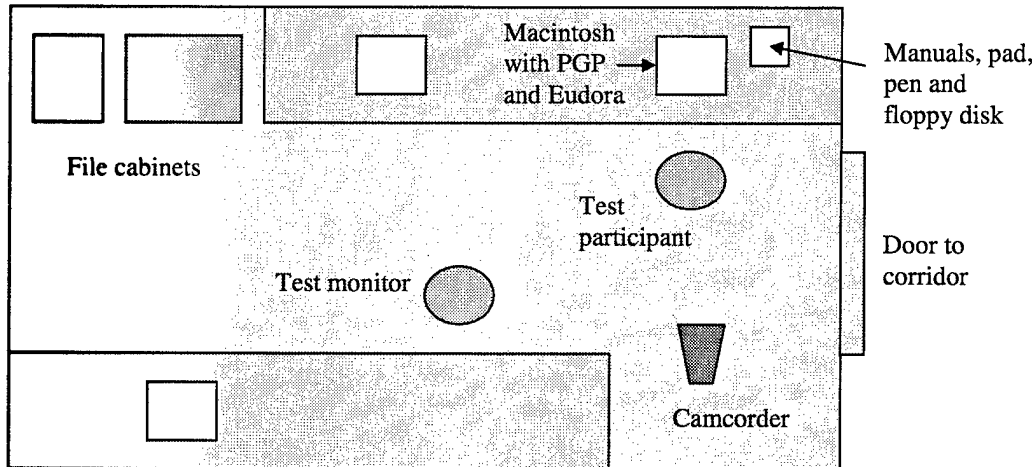 Macintosh
with PGP
and Eudora
Manuals, pad,
pen and
floppy disk
File cabinets
Test
participant
Door to
corridor
Test monitor
Camcorder